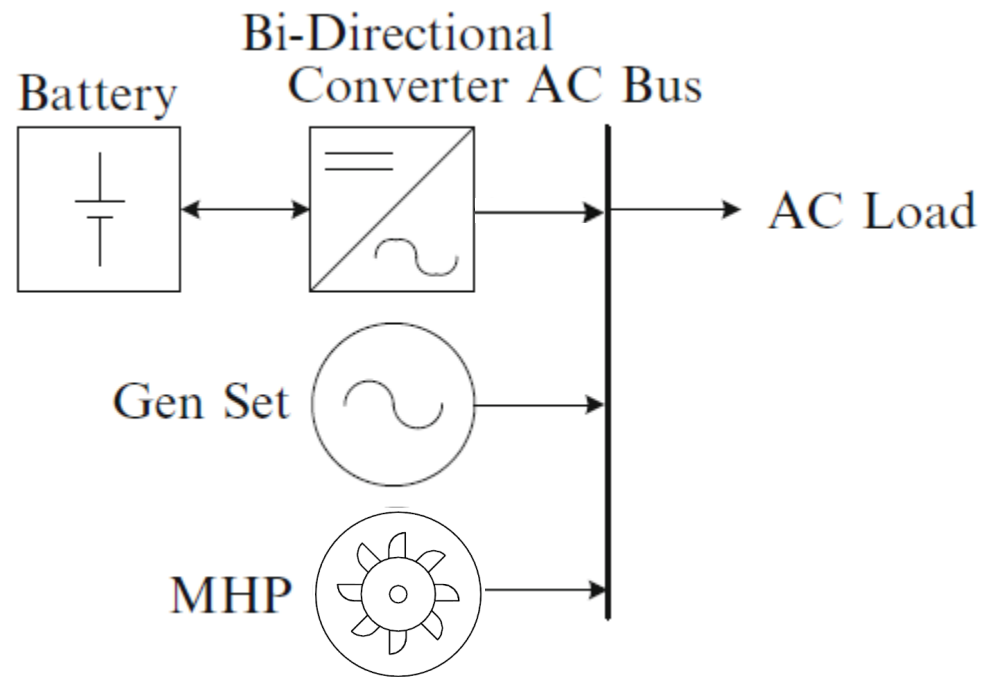 Bi-Directional
Battery
Converter AC Bus
AC Load
Gen Set
MHP